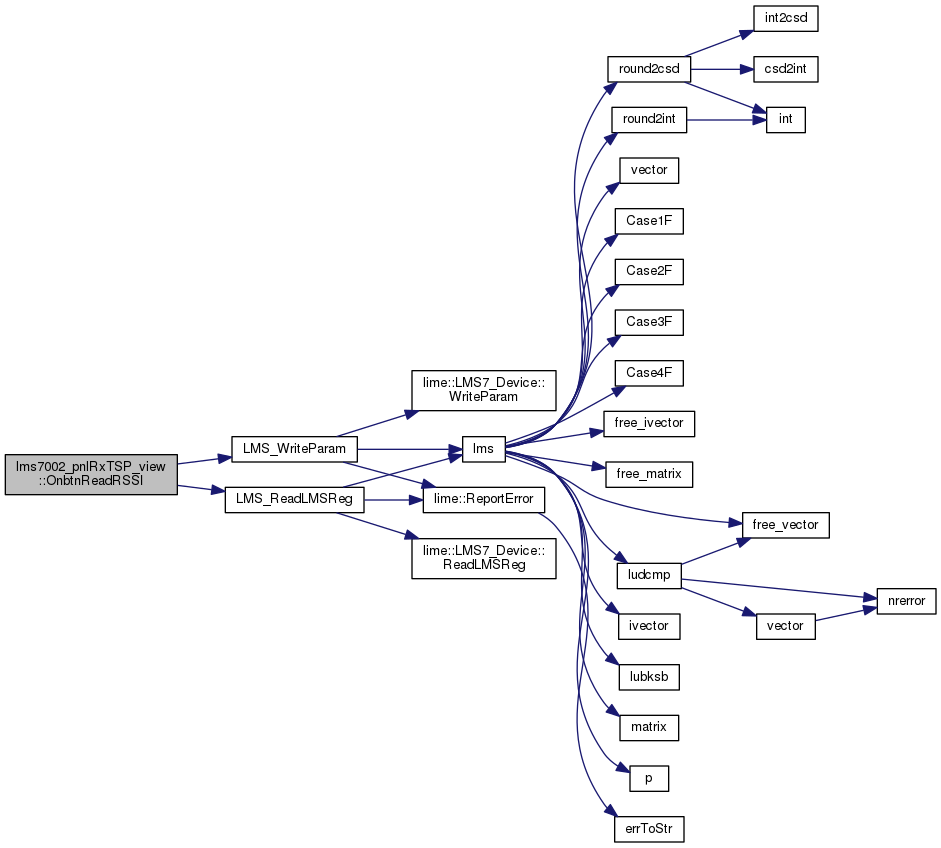 int2csd
round2csd
csd2int
round2int
int
vector
Case1F
Case2F
Case3F
Case4F
lime::LMS7_Device::
WriteParam
free_ivector
LMS_WriteParam
lms
lms7002_pnlRxTSP_view
::OnbtnReadRSSI
free_matrix
LMS_ReadLMSReg
lime::ReportError
free_vector
lime::LMS7_Device::
ReadLMSReg
ludcmp
nrerror
ivector
vector
lubksb
matrix
p
errToStr